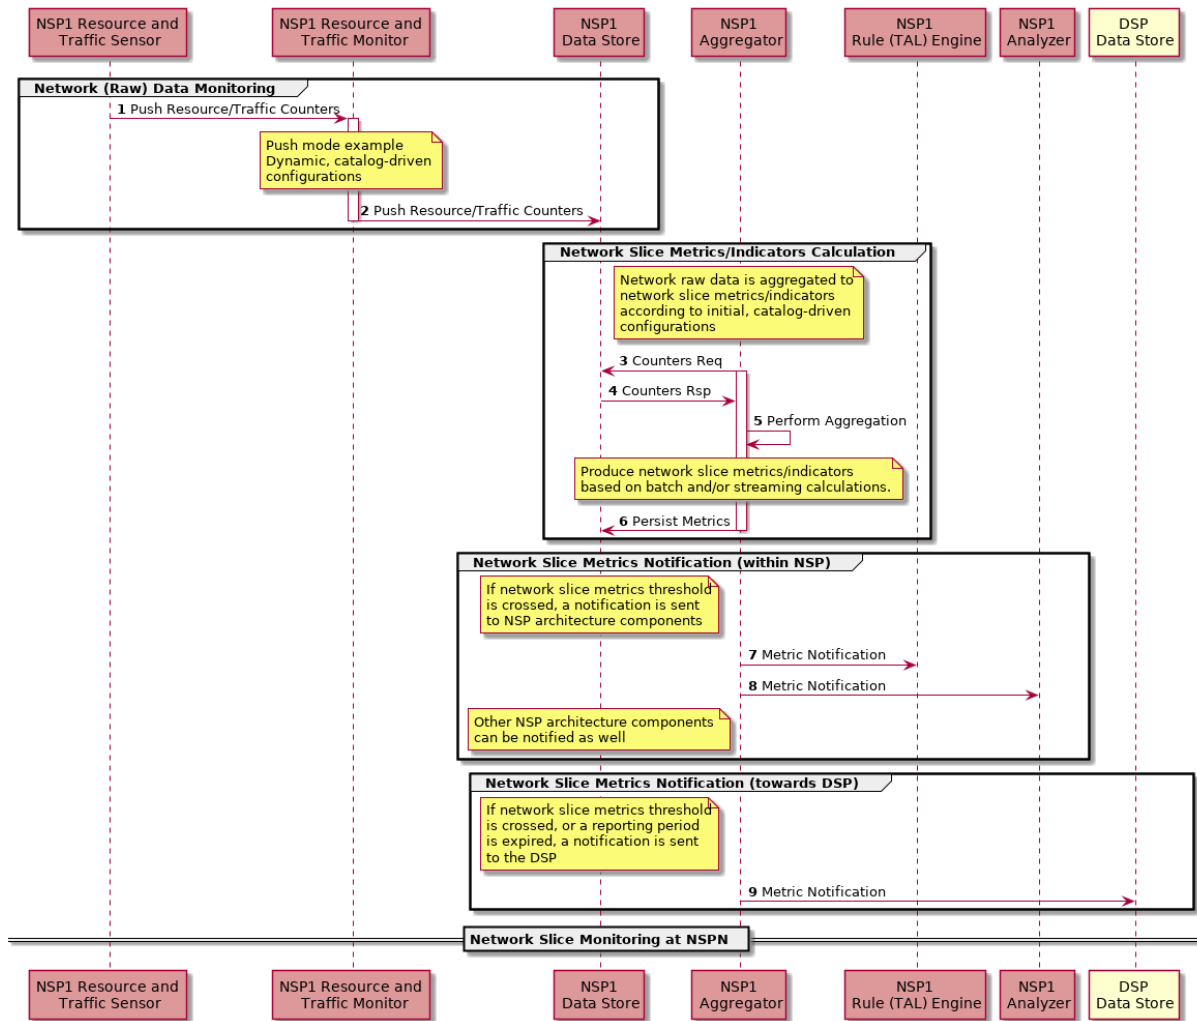 NSP1 Resource and
Traffic Sensor
NSP1 Resource and
Traffic Monitor
NSP1
Data Store
NSP1
Aggregator
NSP1
Rule (TAL) Engine
NSP1
Analyzer
DSP
Data Store
Network (Raw) Data Monitoring
1 Push Resource/Traffic Counters
Push mode example
Dynamic, catalog-driven
configurations
2 Push Resource/Traffic Counters
Network Slice Metrics/Indicators Calculation
Network raw data is aggregated to
network slice metrics/indicators
according to initial, catalog-driven
configurations
3 Counters Req
4 Counters Rsp
5 Perform Aggregation
Produce network slice metrics/indicators
based on batch and/or streaming calculations.
6 Persist Metrics
Network Slice Metrics Notification (within NSP)
If network slice metrics threshold
is crossed, a notification is sent
to NSP architecture components
7 Metric Notification
8 Metric Notification
Other NSP architecture components
can be notified as well
Network Slice Metrics Notification (towards DSP)
If network slice metrics threshold
is crossed, or a reporting period
is expired, a notification is sent
to the DSP
9 Metric Notification
Network Slice Monitoring at NSPN
NSP1 Resource and
Traffic Sensor
NSP1 Resource and
Traffic Monitor
NSP1
Data Store
NSP1
Aggregator
NSP1
Rule (TAL) Engine
NSP1
Analyzer
DSP
Data Store